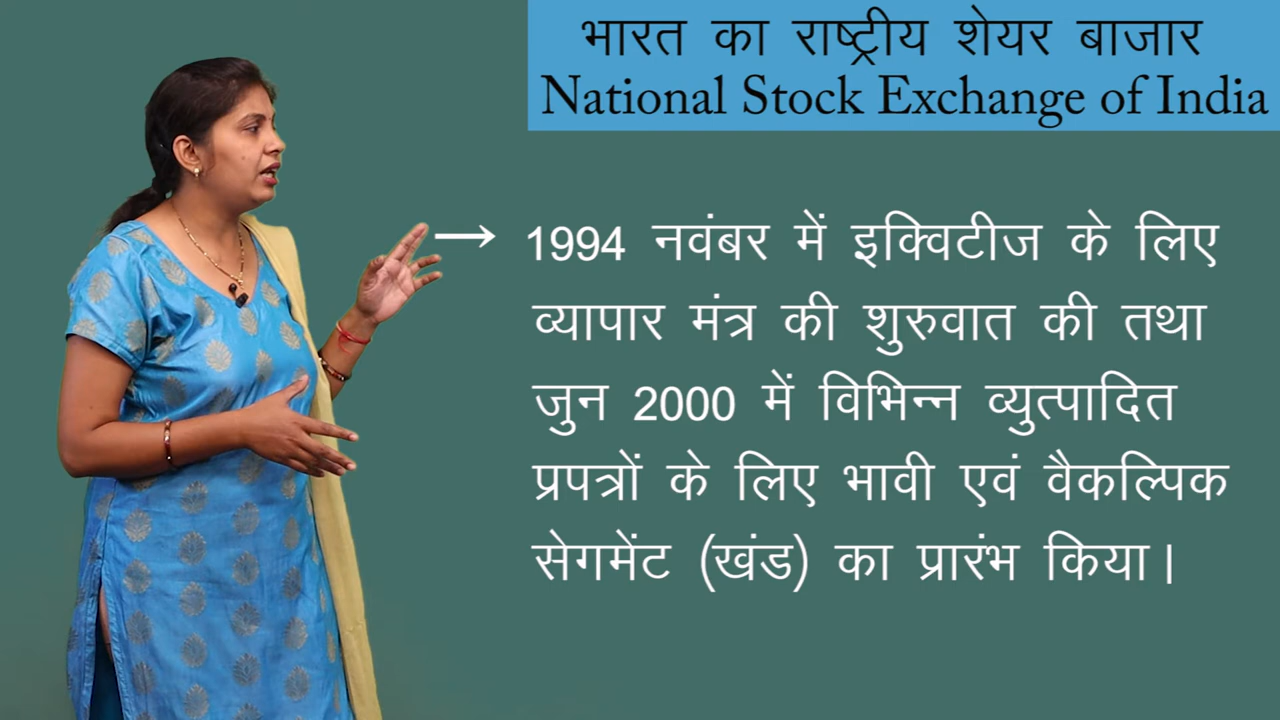 भारत का राष्ट्रीय शेयर बाजार
National Stock Exchange of India
→ 1994 नवंबर में इक्विटीज के लिए
व्यापार मंत्र की शुरुवात की तथा
जुन 2000 में विभिन्न व्युत्पादित
प्रपत्रों के लिए भावी एवं वैकल्पिक
सेगमेंट (खंड) का प्रारंभ किया।